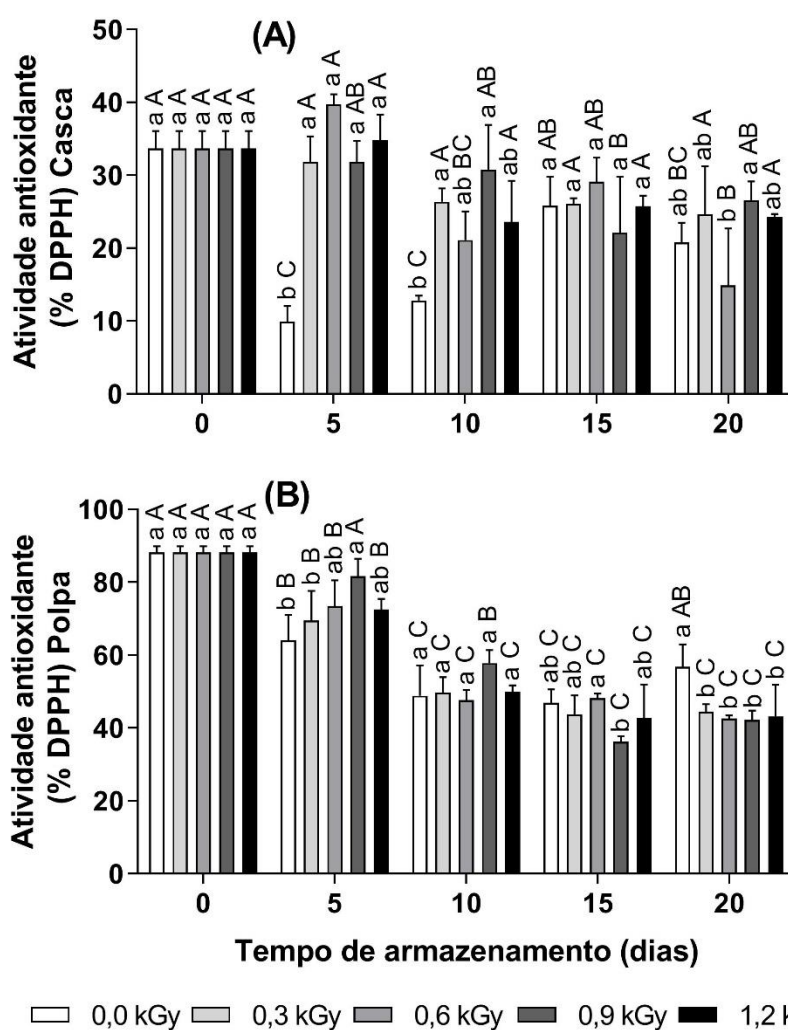 (A)
Atividade antioxidante
(% DPPH) Casca
50
40
30
20
10
0
a A a A a A a A a A
b C a A a A a AB a A
b C a A ab BC a AB ab A
a AB a A a AB a B a A
ab BC ab A b B a AB ab A
0 5 10 15 20
(B)
Atividade antioxidante
(% DPPH) Polpa
100
80
60
40
20
0
a A a A a A a A a A
b B b B ab B a A ab B
a C a C a C a B a C
ab C ab C a C b C ab C
a AB b C b C b C b C
0 5 10 15 20
Tempo de armazenamento (dias)
0,0 kGy 0,3 kGy 0,6 kGy 0,9 kGy 1,2 k